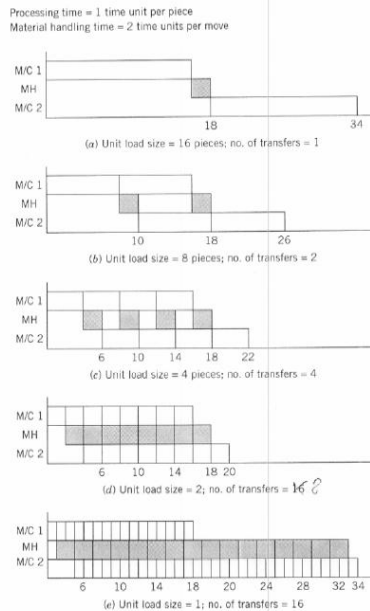 Processing time = 1 time unit per piece
Material handling time = 2 time units per move
M/C 1
MH
M/C 2
18 34
(a) Unit load size = 16 pieces; no. of transfers = 1
M/C 1
MH
M/C 2
10 18 26
(b) Unit load size = 8 pieces; no. of transfers = 2
M/C 1
MH
M/C 2
6 10 14 18 22
(c) Unit load size = 4 pieces; no. of transfers = 4
M/C 1
MH
M/C 2
6 10 14 18 20
(d) Unit load size = 2; no. of transfers = 16 8
M/C 1
MH
M/C 2
6 10 14 18 20 24 28 32 34
(e) Unit load size = 1; no. of transfers = 16